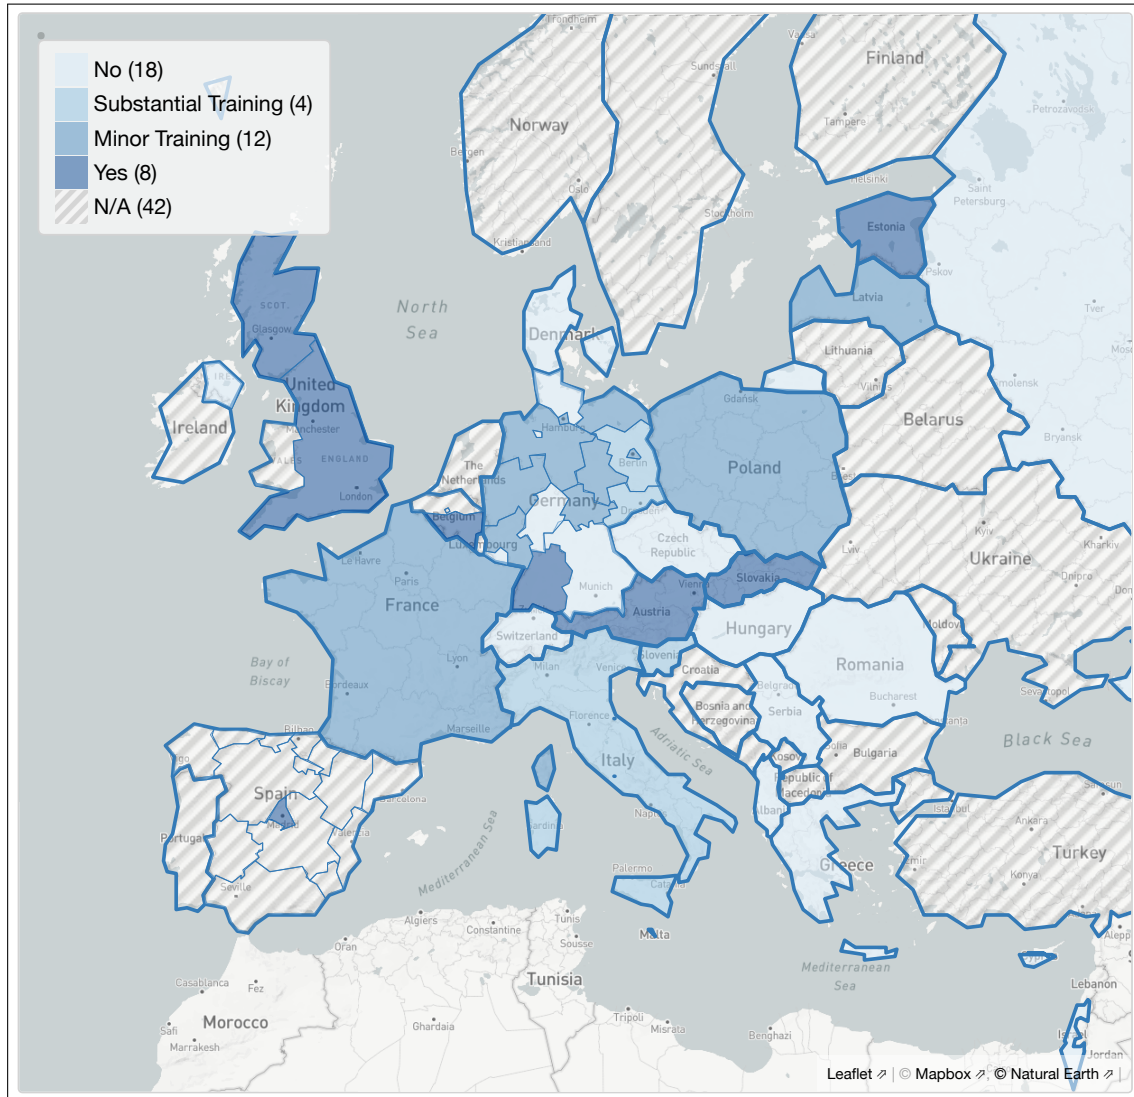 No (18)
Substantial Training (4)
Minor Training (12)
Yes (8)
N/A (42)
Trondheim
Vaasa
Finland
Sundsvall
Petrozavodsk
Tampere
Norway
Bergen
Oslo
Helsinki
Saint
Petersburg
Stockholm
Kristiansand
Estonia
Pskov
SCOT.
North
Sea
Latvia
Tver
Glasgow
Denmark
Lithuania
Smolensk
Vilnius
United
Kingdom
Ireland
Manchester
Gdańsk
Belarus
Hamburg
Bryansk
ENGLAND
The
Netherlands
Berlin
Poland
London
Germany
Dresden
Belgium
Kyiv
Kharkiv
Luxembourg
Czech
Republic
Lviv
Ukraine
Le Havre
Paris
Munich
Vienna
Slovakia
Dnipro
France
Austria
Switzerland
Hungary
Moldova
Lyon
Milan
Venice
Slovenia
Croatia
Romania
Bay of
Biscay
Bordeaux
Belgrade
Bucharest
Sevastopol
Florence
Bosnia and
Herzegovina
Serbia
Marseille
Constanta
Bilbao
Adriatic Sea
Black Sea
Italy
Kosovo
Sofia
Bulgaria
Republic of
Macedonia
Spain
Barcelona
Madrid
Naples
Albania
Istanbul
Samsun
Sardinia
Ankara
Portugal
Valencia
Mediterranean Sea
Turkey
Greece
Izmir
Palermo
Catania
Konya
Seville
Algiers
Constantine
Tunis
Malta
Oran
Sousse
Adana
Aleppo
Cyprus
Mediterranean
Sea
Casablanca
Fez
Tunisia
Lebanon
Morocco
Safi
Marrakesh
Ghardaia
Tripoli
Misrata
Benghazi
Israel
Jordan
Leaflet | © Mapbox, © Natural Earth |